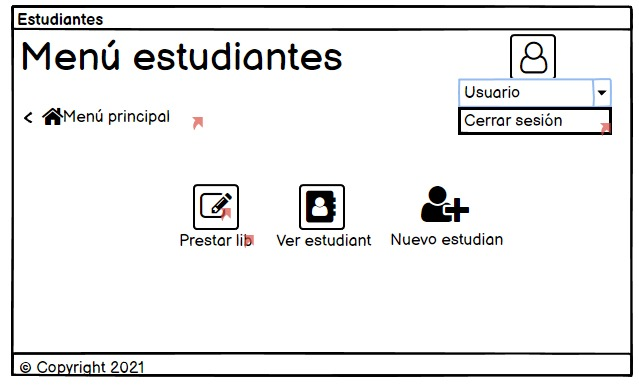 Estudiantes
Menú estudiantes
Usuario
< Menú principal
Cerrar sesión
Prestar lib
Ver estudiant
Nuevo estudian
© Copyright 2021